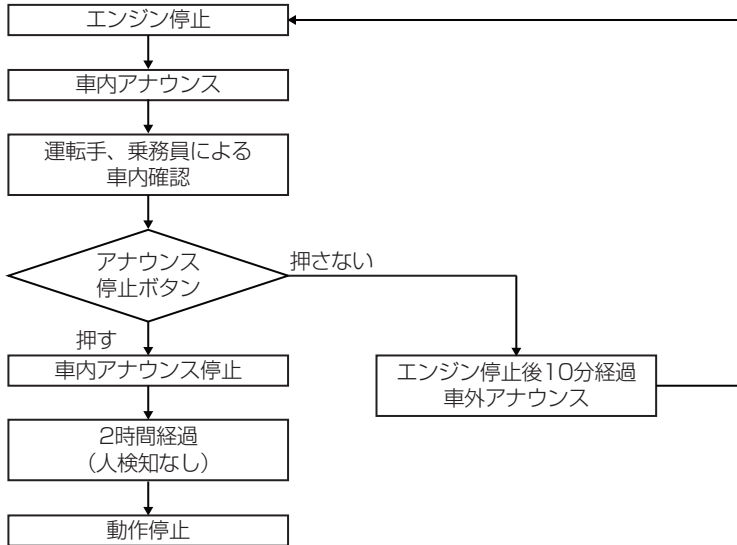 エンジン停止
車内アナウンス
運転手、乗務員による
車内確認
アナウンス
停止ボタン
押さない
押す
車内アナウンス停止
エンジン停止後10分経過
車外アナウンス
2時間経過
（人検知なし）
動作停止